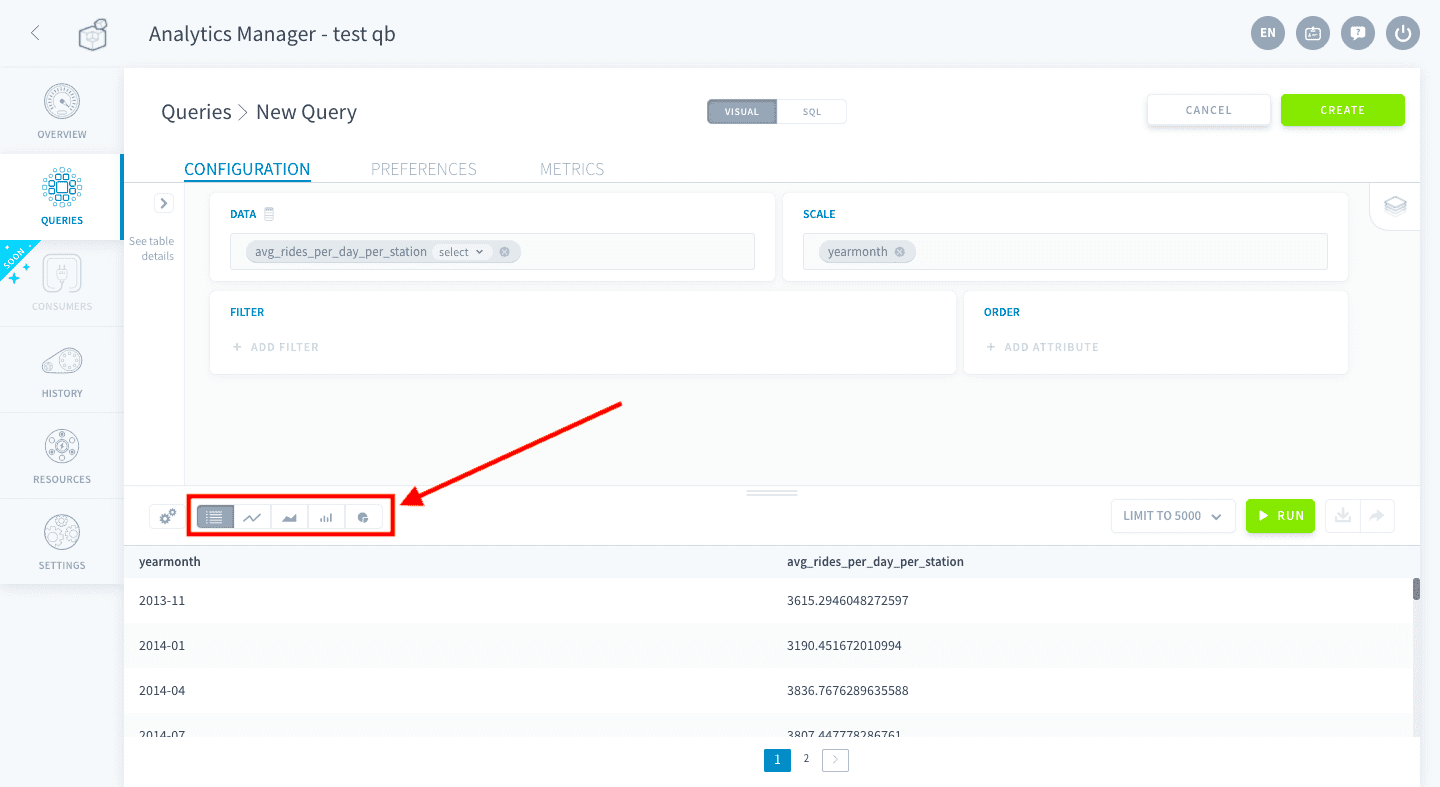 Analytics Manager - test qb
EN
OVERVIEW
QUERIES
SOON
CONSUMERS
HISTORY
RESOURCES
SETTINGS
Queries > New Query
VISUAL SQL
CANCEL CREATE
CONFIGURATION PREFERENCES METRICS
See table
details
DATA
avg_rides_per_day_per_station select
SCALE
yearmonth
FILTER
+ ADD FILTER
ORDER
+ ADD ATTRIBUTE
LIMIT TO 5000 RUN
yearmonth avg_rides_per_day_per_station
2013-11 3615.2946048272597
2014-01 3190.451672010994
2014-04 3836.7676289635588
2014-07 3807.447778286761
1 2 >